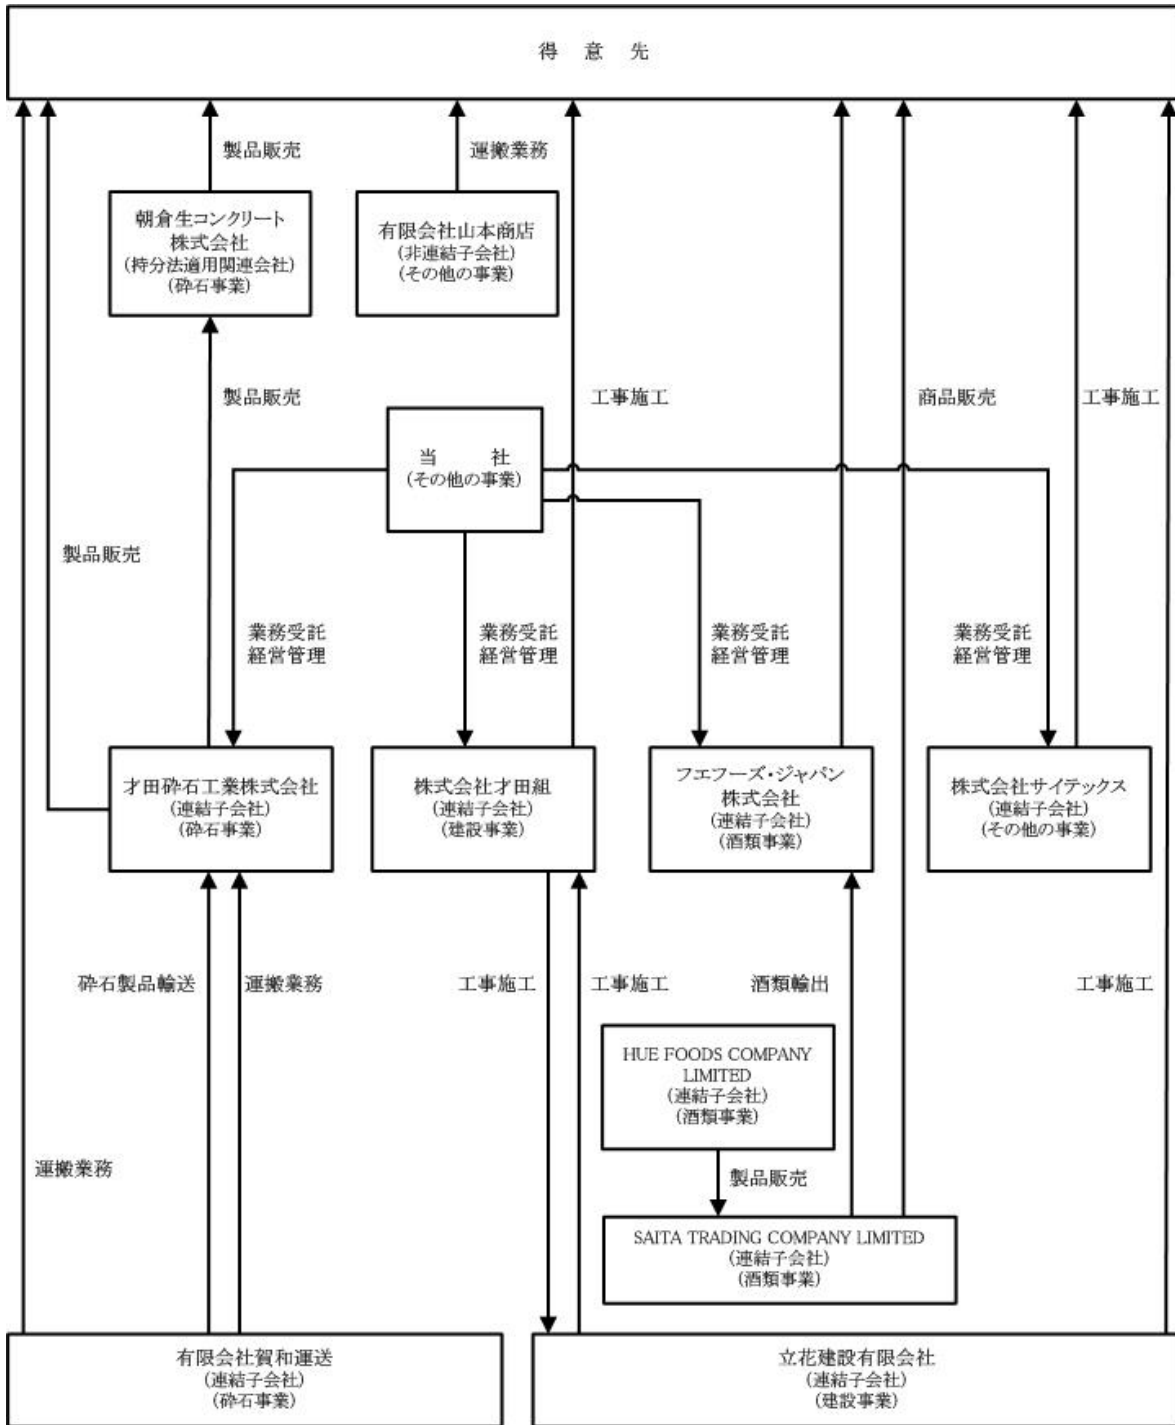 得意先
製品販売
運搬業務
朝倉生コンクリート
株式会社
(持分法適用関連会社)
(砕石事業)
有限会社山本商店
(非連結子会社)
(その他の事業)
製品販売
工事施工
商品販売
工事施工
当社
(その他の事業)
製品販売
業務受託
経営管理
業務受託
経営管理
業務受託
経営管理
業務受託
経営管理
才田砕石工業株式会社
(連結子会社)
(砕石事業)
株式会社才田組
(連結子会社)
(建設事業)
フエフーズ・ジャパン
株式会社
(連結子会社)
(酒類事業)
株式会社サイテックス
(連結子会社)
(その他の事業)
砕石製品輸送
運搬業務
工事施工
工事施工
酒類輸出
工事施工
HUE FOODS COMPANY
LIMITED
(連結子会社)
(酒類事業)
運搬業務
製品販売
SAITA TRADING COMPANY LIMITED
(連結子会社)
(酒類事業)
有限会社賀和運送
(連結子会社)
(砕石事業)
立花建設有限会社
(連結子会社)
(建設事業)